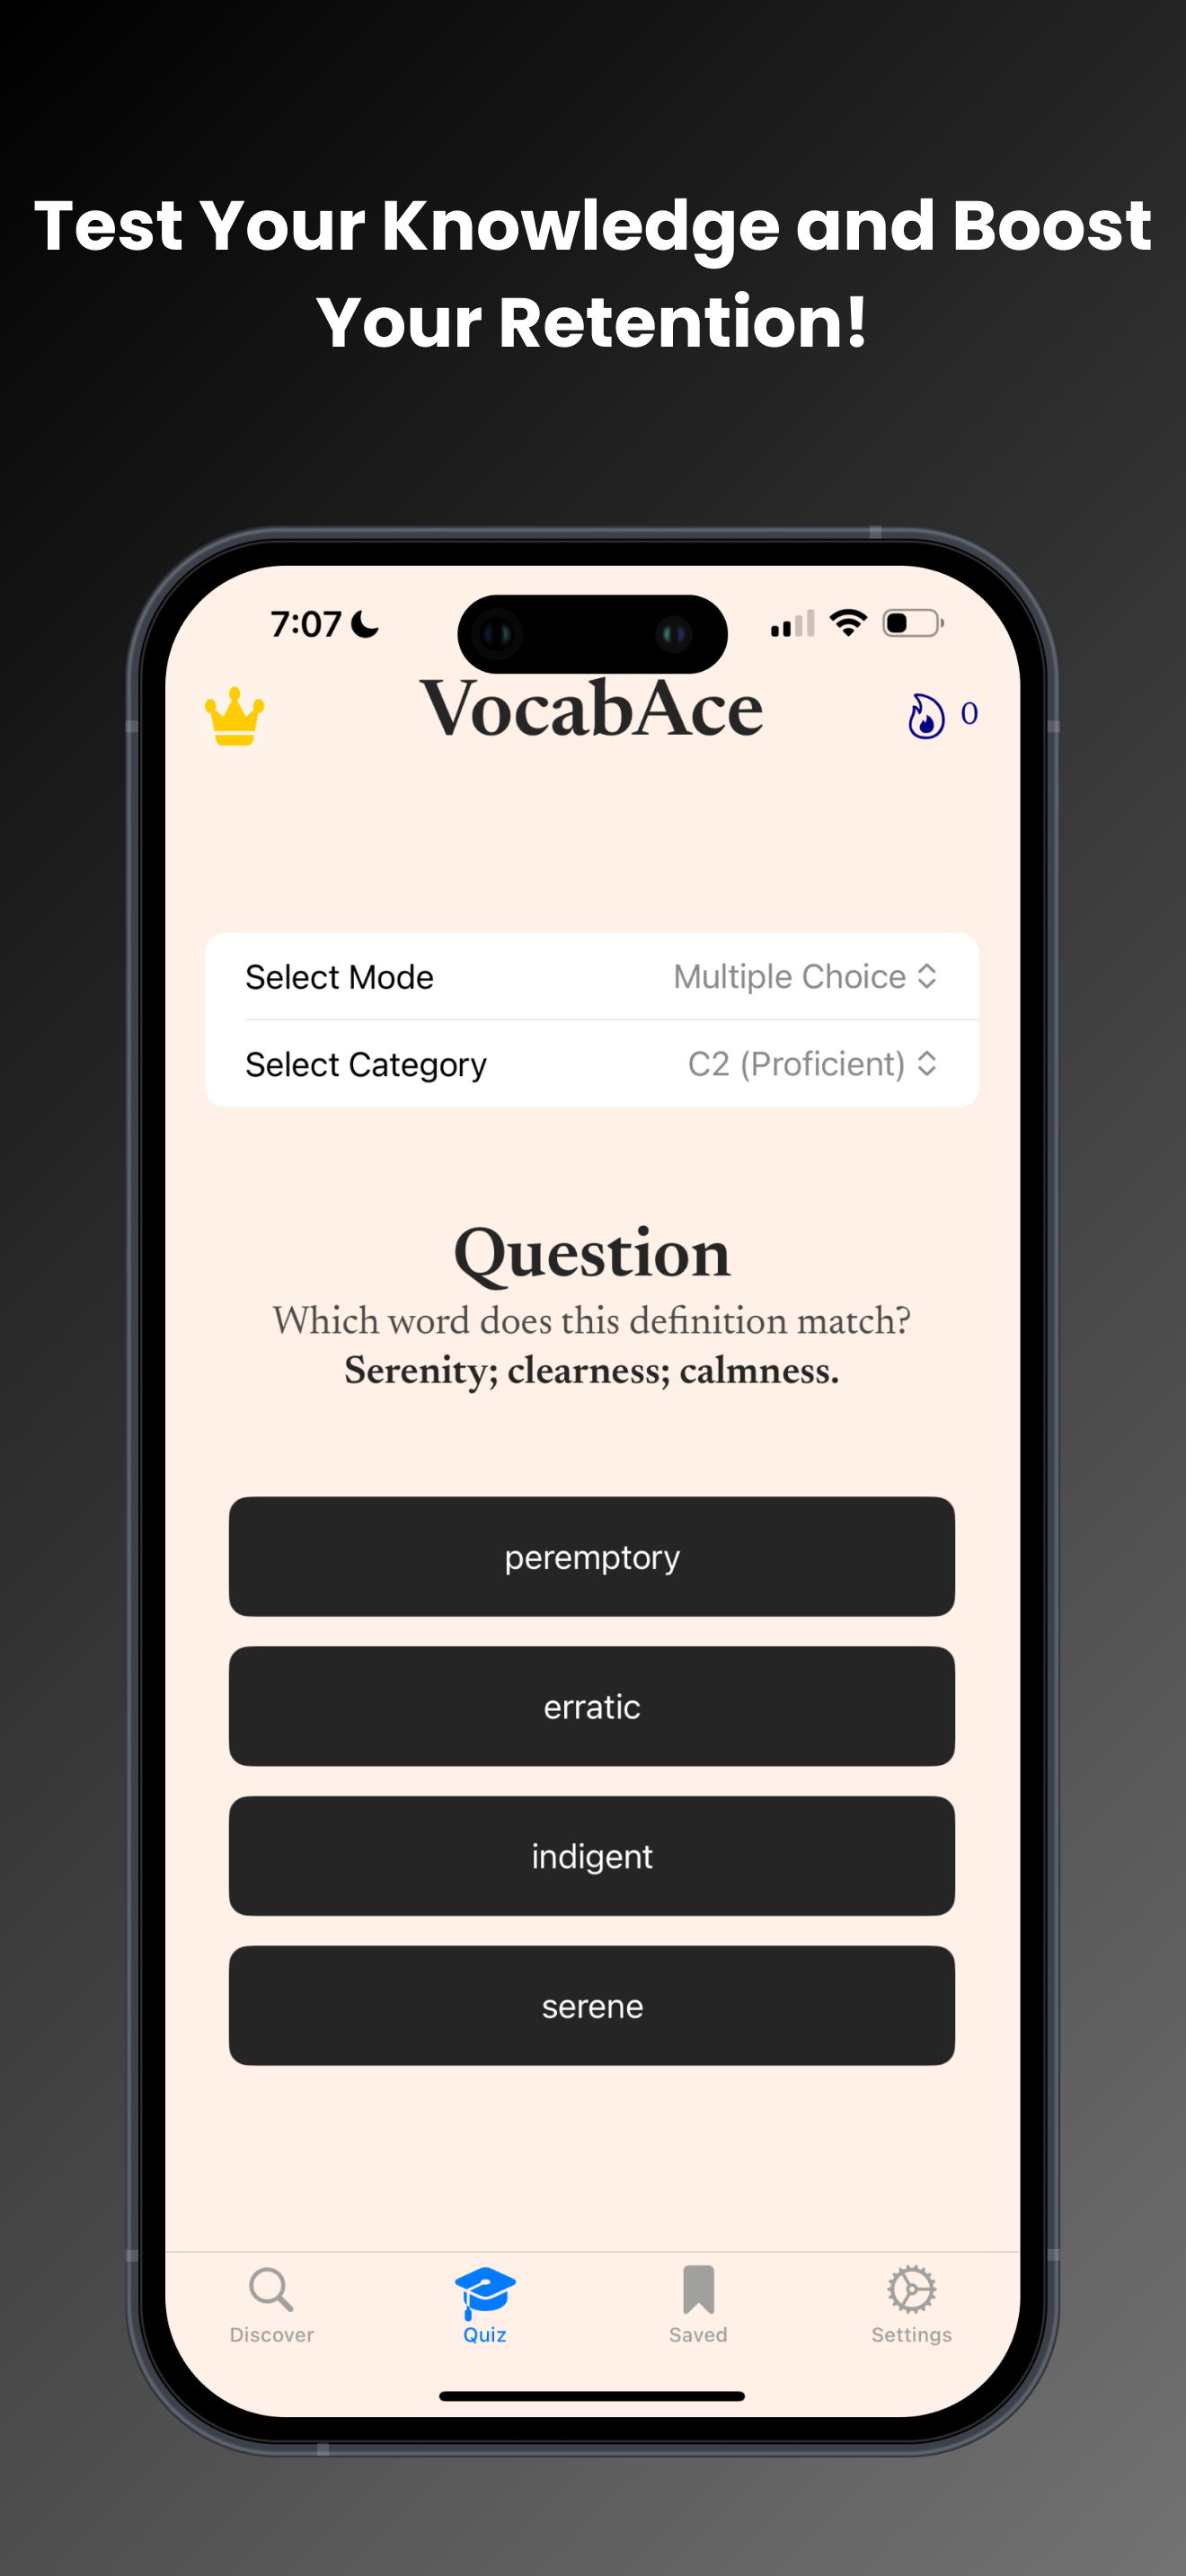 Test Your Knowledge and Boost
Your Retention!
7:07
VocabAce
0
Select Mode
Multiple Choice
Select Category
C2 (Proficient)
Question
Which word does this definition match?
Serenity; clearness; calmness.
peremptory
erratic
indigent
serene
Discover
Quiz
Saved
Settings